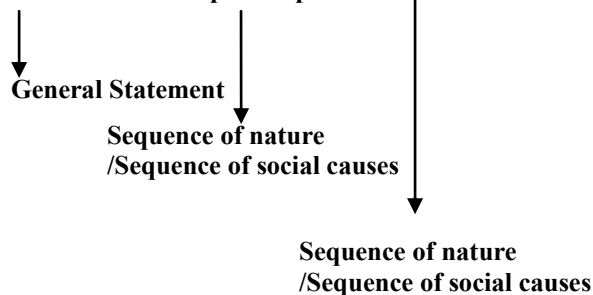 General Statement
Sequence of nature
/Sequence of social causes
Sequence of nature
/Sequence of social causes